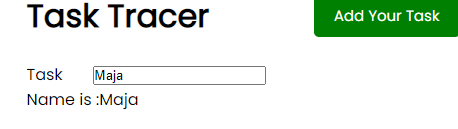 Task Tracer
Add Your Task
Task Maja
Name is :Maja